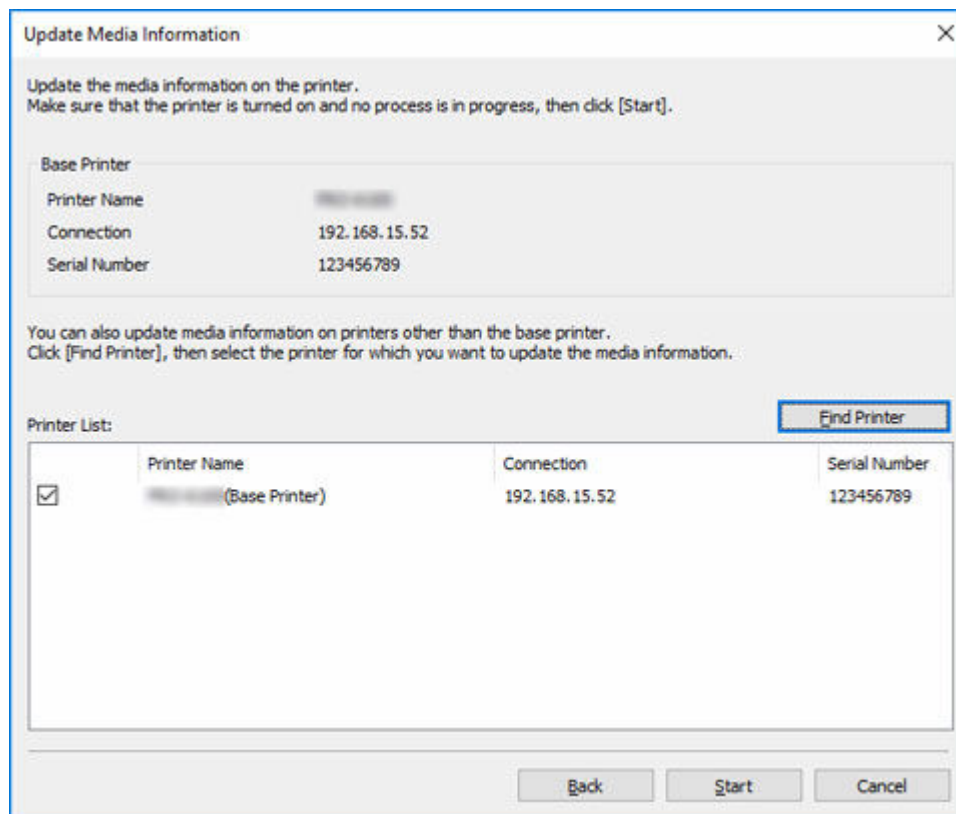 Update Media Information
Update the media information on the printer.
Make sure that the printer is turned on and no process is in progress, then click [Start].
Base Printer
Printer Name
Connection 192.168.15.52
Serial Number 123456789
You can also update media information on printers other than the base printer.
Click [Find Printer], then select the printer for which you want to update the media information.
Find Printer
Printer List:
Printer Name Connection Serial Number
(Base Printer) 192.168.15.52 123456789
Back Start Cancel